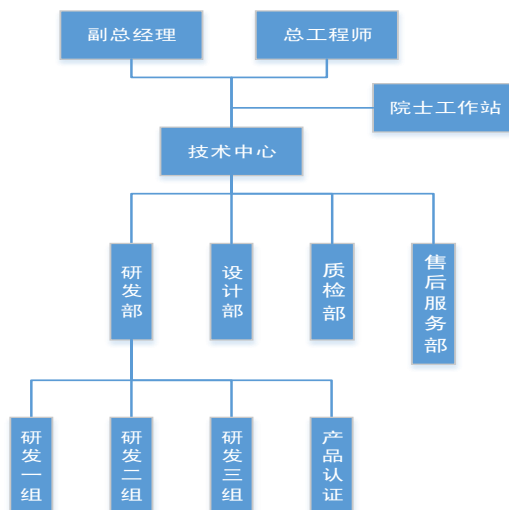 副总经理
总工程师
院士工作站
技术中心
研发部
设计部
质检部
售后服务部
研发一组
研发二组
研发三组
产品认证